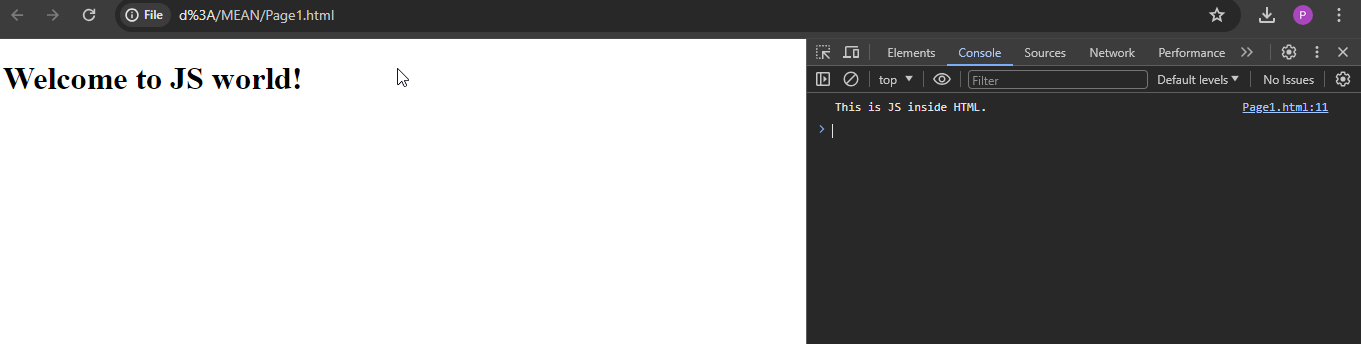 File d%3A/MEAN/Page1.html P
Welcome to JS world!
Elements Console Sources Network Performance
top Filter Default levels No Issues
This is JS inside HTML. Page1.html:11